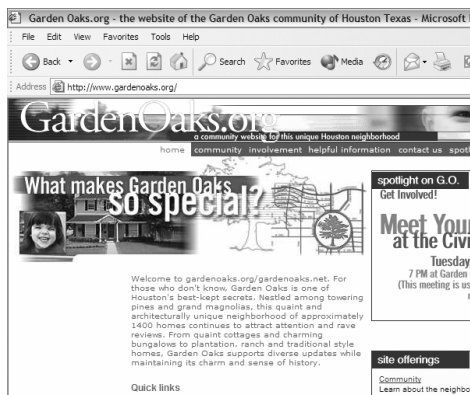 Garden Oaks.org - the website of the Garden Oaks community of Houston Texas - Microsoft
File Edit View Favorites Tools Help
Back Search Favorites Media
Address http://www.gardenoaks.org/
GardenOaks.org
a community website for this unique Houston neighborhood
home community involvement helpful information contact us
What makes Garden Oaks
so special?
spotlight on G.O.
Get Involved!
Meet
at the
Tuesday
7 PM at Garden
(This meeting is
Welcome to gardenoaks.org/gardenoaks.net. For
those who don't know, Garden Oaks is one of
Houston's best-kept secrets. Nestled among towering
pines and grand magnolias, this quaint and
architecturally unique neighborhood of approximately
1400 homes continues to attract attention and rave
reviews. From quaint cottages and charming
bungalows to plantation, ranch and traditional style
homes, Garden Oaks supports diverse updates while
maintaining its charm and sense of history.
Quick links
site offerings
Community
Learn about the